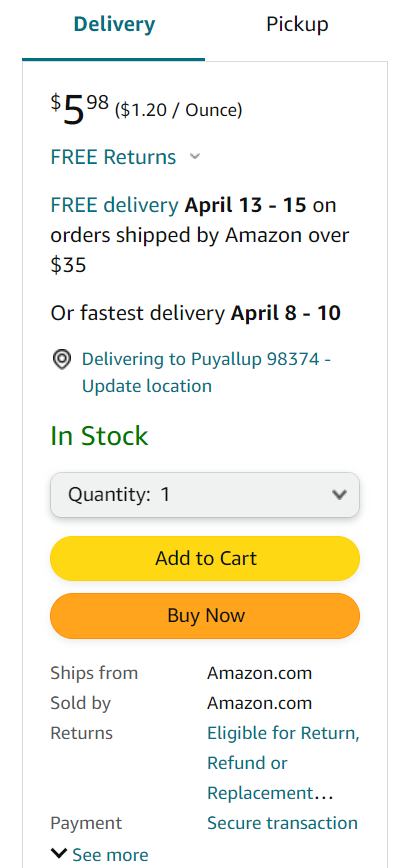 Delivery Pickup
$5 98 ($1.20 / Ounce)
FREE Returns
FREE delivery April 13 - 15 on
orders shipped by Amazon over
$35
Or fastest delivery April 8 - 10
Delivering to Puyallup 98374 -
Update location
In Stock
Quantity: 1
Add to Cart
Buy Now
Ships from Amazon.com
Sold by Amazon.com
Returns Eligible for Return,
Refund or
Replacement…
Payment Secure transaction
See more